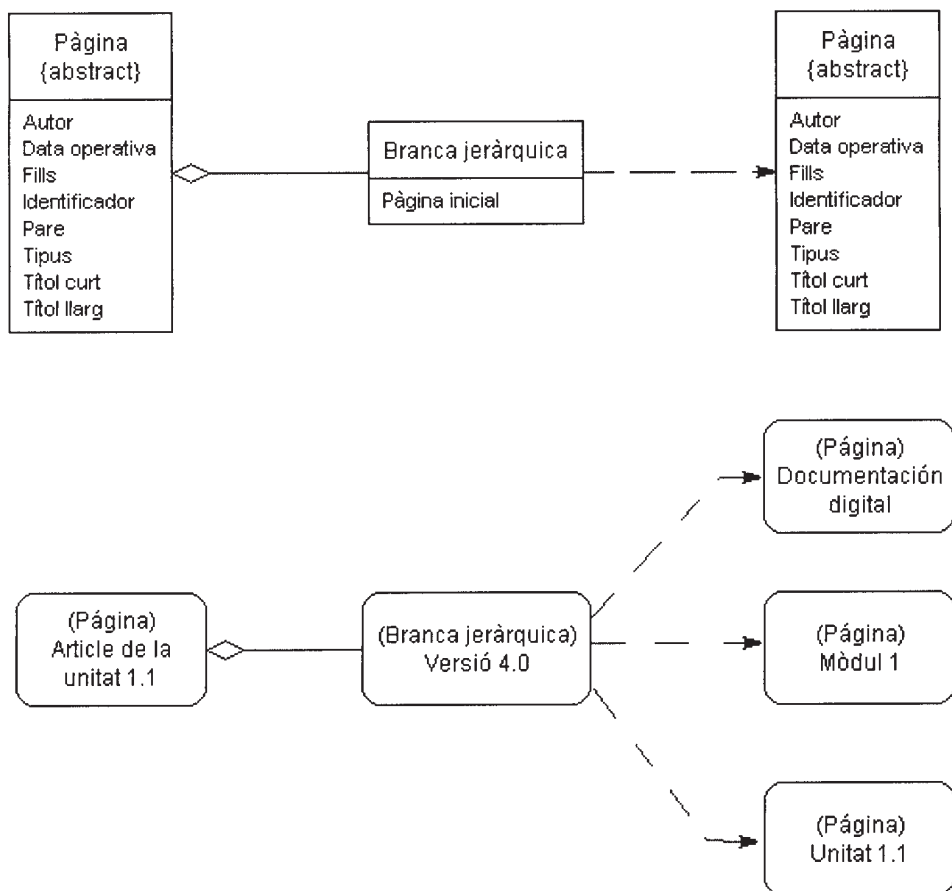 Pàgina
{abstract}
Autor
Data operativa
Fills
Identificador
Pare
Tipus
Títol curt
Títol llarg
Branca jeràrquica
Pàgina inicial
Pàgina
{abstract}
Autor
Data operativa
Fills
Identificador
Pare
Tipus
Títol curt
Títol llarg
(Página)
Article de la
unitat 1.1
(Branca jeràrquica)
Versió 4.0
(Página)
Documentación
digital
(Página)
Mòdul 1
(Página)
Unitat 1.1